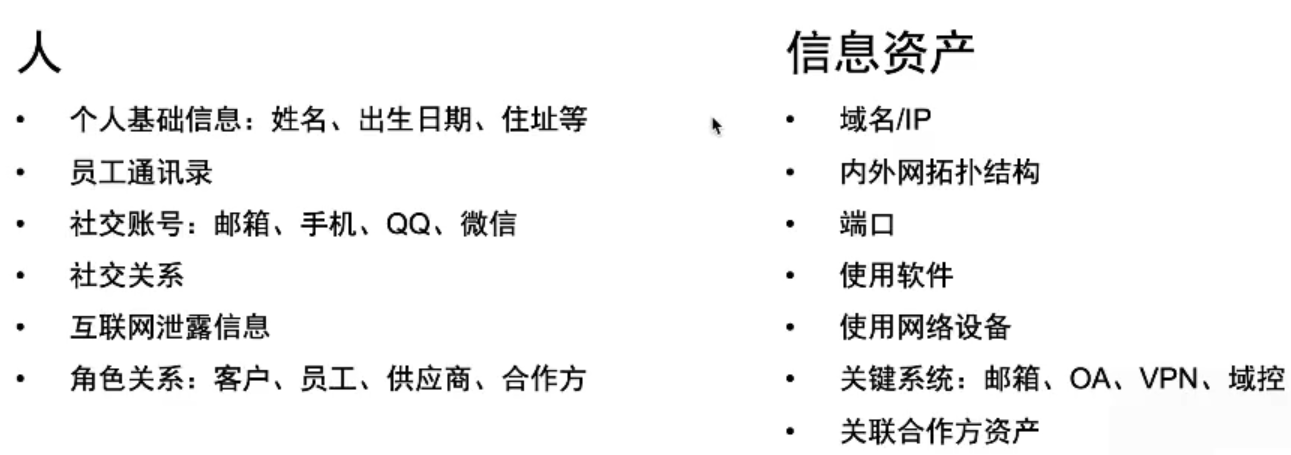 人
• 个人基础信息：姓名、出生日期、住址等
• 员工通讯录
• 社交账号：邮箱、手机、QQ、微信
• 社交关系
• 互联网泄露信息
• 角色关系：客户、员工、供应商、合作方
信息资产
• 域名/IP
• 内外网拓扑结构
• 端口
• 使用软件
• 使用网络设备
• 关键系统：邮箱、OA、VPN、域控
• 关联合作方资产